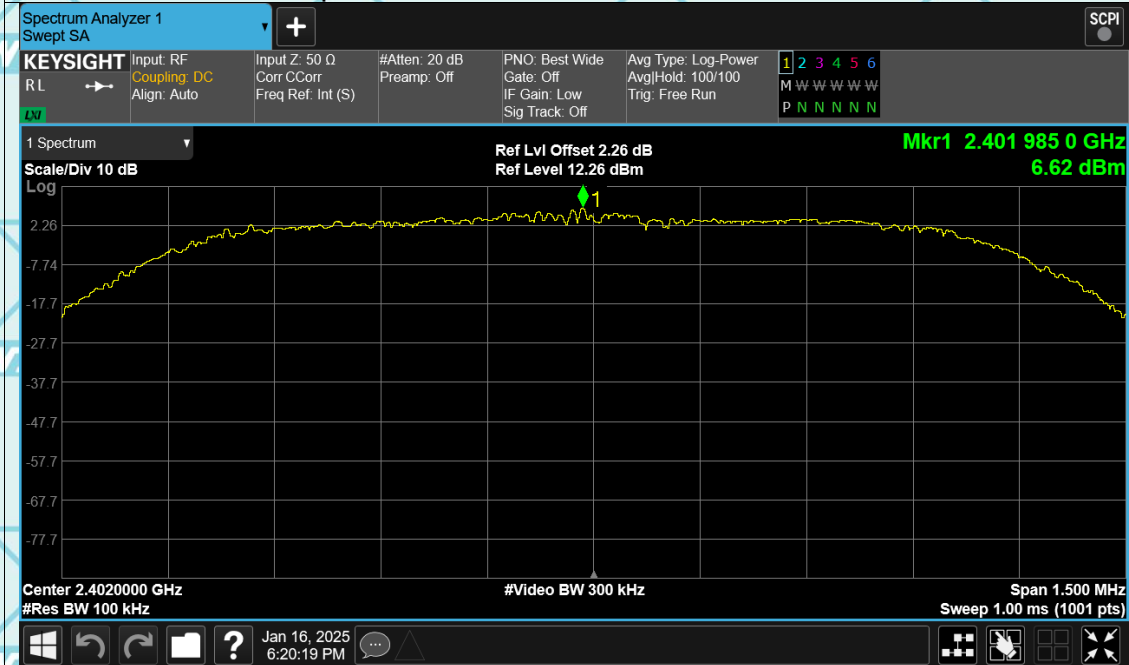 Spectrum Analyzer 1
Swept SA
+
SCPI
KEYSIGHT
R L
LXI
Input: RF
Coupling: DC
Align: Auto
Input Z: 50 Ω
Corr CCorr
Freq Ref: Int (S)
#Atten: 20 dB
Preamp: Off
PNO: Best Wide
Gate: Off
IF Gain: Low
Sig Track: Off
Avg Type: Log-Power
Avg|Hold: 100/100
Trig: Free Run
1 2 3 4 5 6
M W W W W W
P N N N N N
1 Spectrum
Scale/Div 10 dB
Log
Ref Lvl Offset 2.26 dB
Ref Level 12.26 dBm
Mkr1 2.401 985 0 GHz
6.62 dBm
1
2.26
-7.74
-17.7
-27.7
-37.7
-47.7
-57.7
-67.7
-77.7
Center 2.4020000 GHz
#Res BW 100 kHz
#Video BW 300 kHz
Span 1.500 MHz
Sweep 1.00 ms (1001 pts)
?
Jan 16, 2025
6:20:19 PM